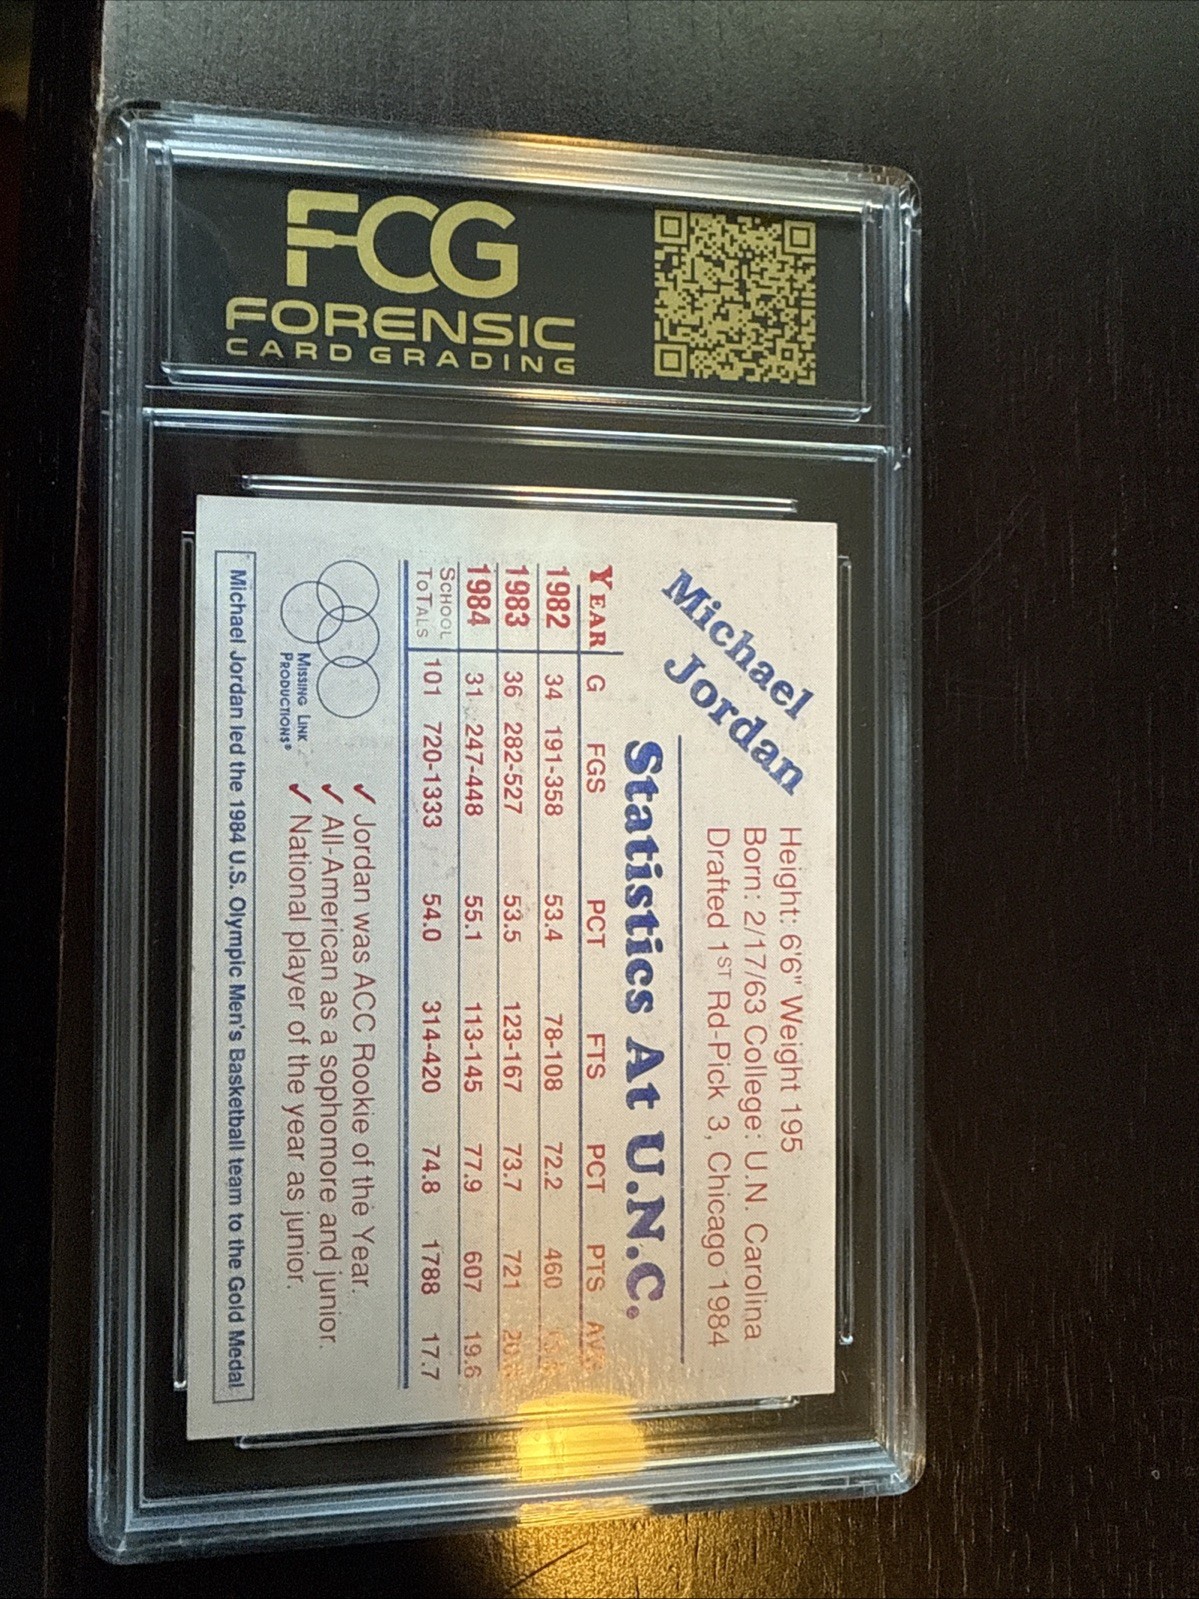 FCG
FORENSIC
CARD GRADING
Michael
Jordan
Height: 6'6" Weight 195
Born: 2/17/63 College: U.N. Carolina
Drafted 1ST Rd-Pick 3, Chicago 1984
Statistics At U.N.C.
YEAR G FGS PCT FTS PCT PTS AVG
1982 34 191-358 53.4 78-108 72.2 460
1983 36 282-527 53.5 123-167 73.7 721
1984 31 247-448 55.1 113-145 77.9 607 19.6
SCHOOL
TOTALS 101 720-1333 54.0 314-420 74.8 1788 17.7
✓ Jordan was ACC Rookie of the Year.
✓ All-American as a sophomore and junior.
✓ National player of the year as junior.
MISSING LINK
PRODUCTIONS®
Michael Jordan led the 1984 U.S. Olympic Men's Basketball team to the Gold Medal